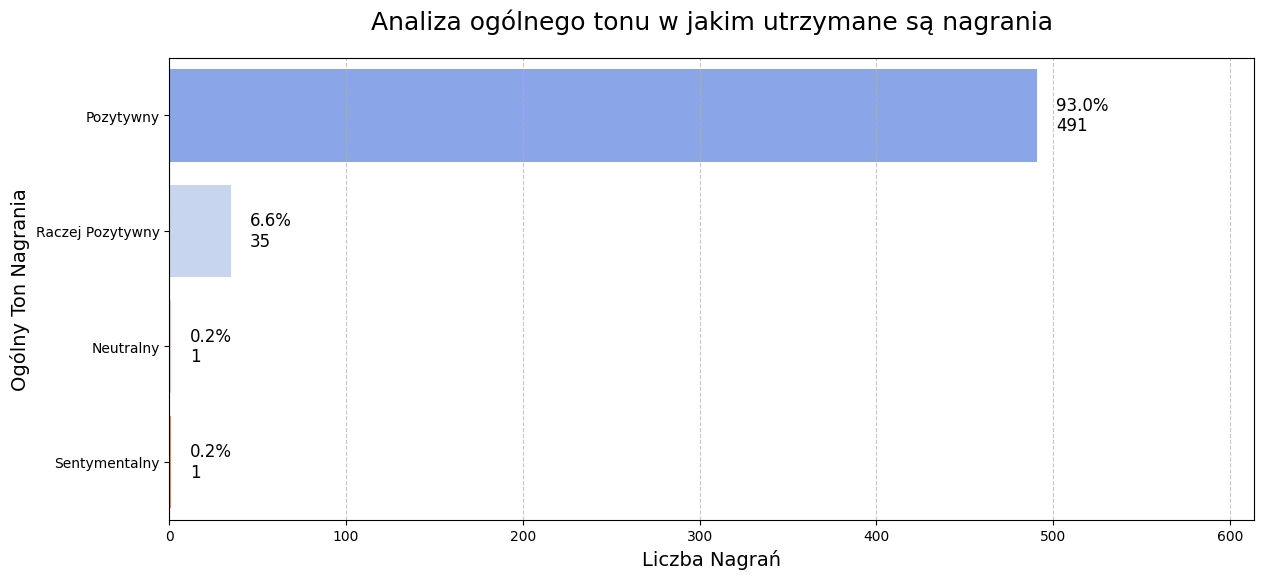 Analiza ogólnego tonu w jakim utrzymane są nagrania
Ogólny Ton Nagrania
Pozytywny
93.0%
491
Raczej Pozytywny
6.6%
35
Neutralny
0.2%
1
Sentymentalny
0.2%
1
0 100 200 300 400 500 600
Liczba Nagrań